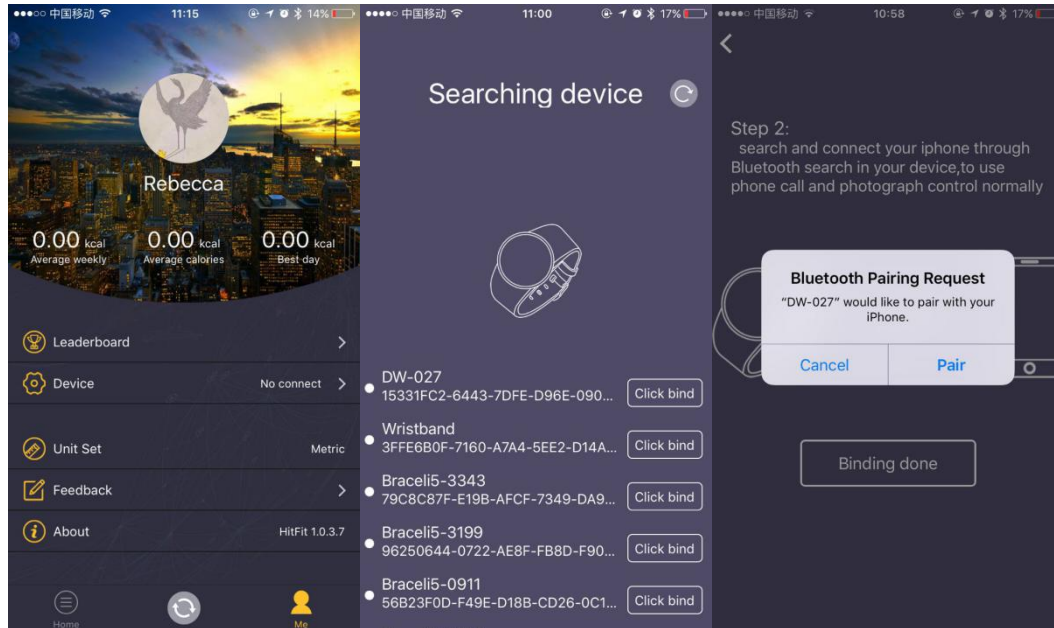 中国移动 11:15 14%
Rebecca
0.00 kcal 0.00 kcal 0.00 kcal
Average weekly Average calories Best day
Leaderboard
Device No connect
Unit Set Metric
Feedback
About HitFit 1.0.3.7
Home Me
中国移动 11:00 17%
Searching device
DW-027
15331FC2-6443-7DFE-D96E-090... Click bind
Wristband
3FFE6B0F-7160-A7A4-5EE2-D14A... Click bind
Braceli5-3343
79C8C87F-E19B-AFCF-7349-DA9... Click bind
Braceli5-3199
96250644-0722-AE8F-FB8D-F90... Click bind
Braceli5-0911
56B23F0D-F49E-D18B-CD26-0C1... Click bind
中国移动 10:58 17%
Step 2:
search and connect your iphone through
Bluetooth search in your device,to use
phone call and photograph control normally
Bluetooth Pairing Request
“DW-027” would like to pair with your
iPhone.
Cancel Pair
Binding done